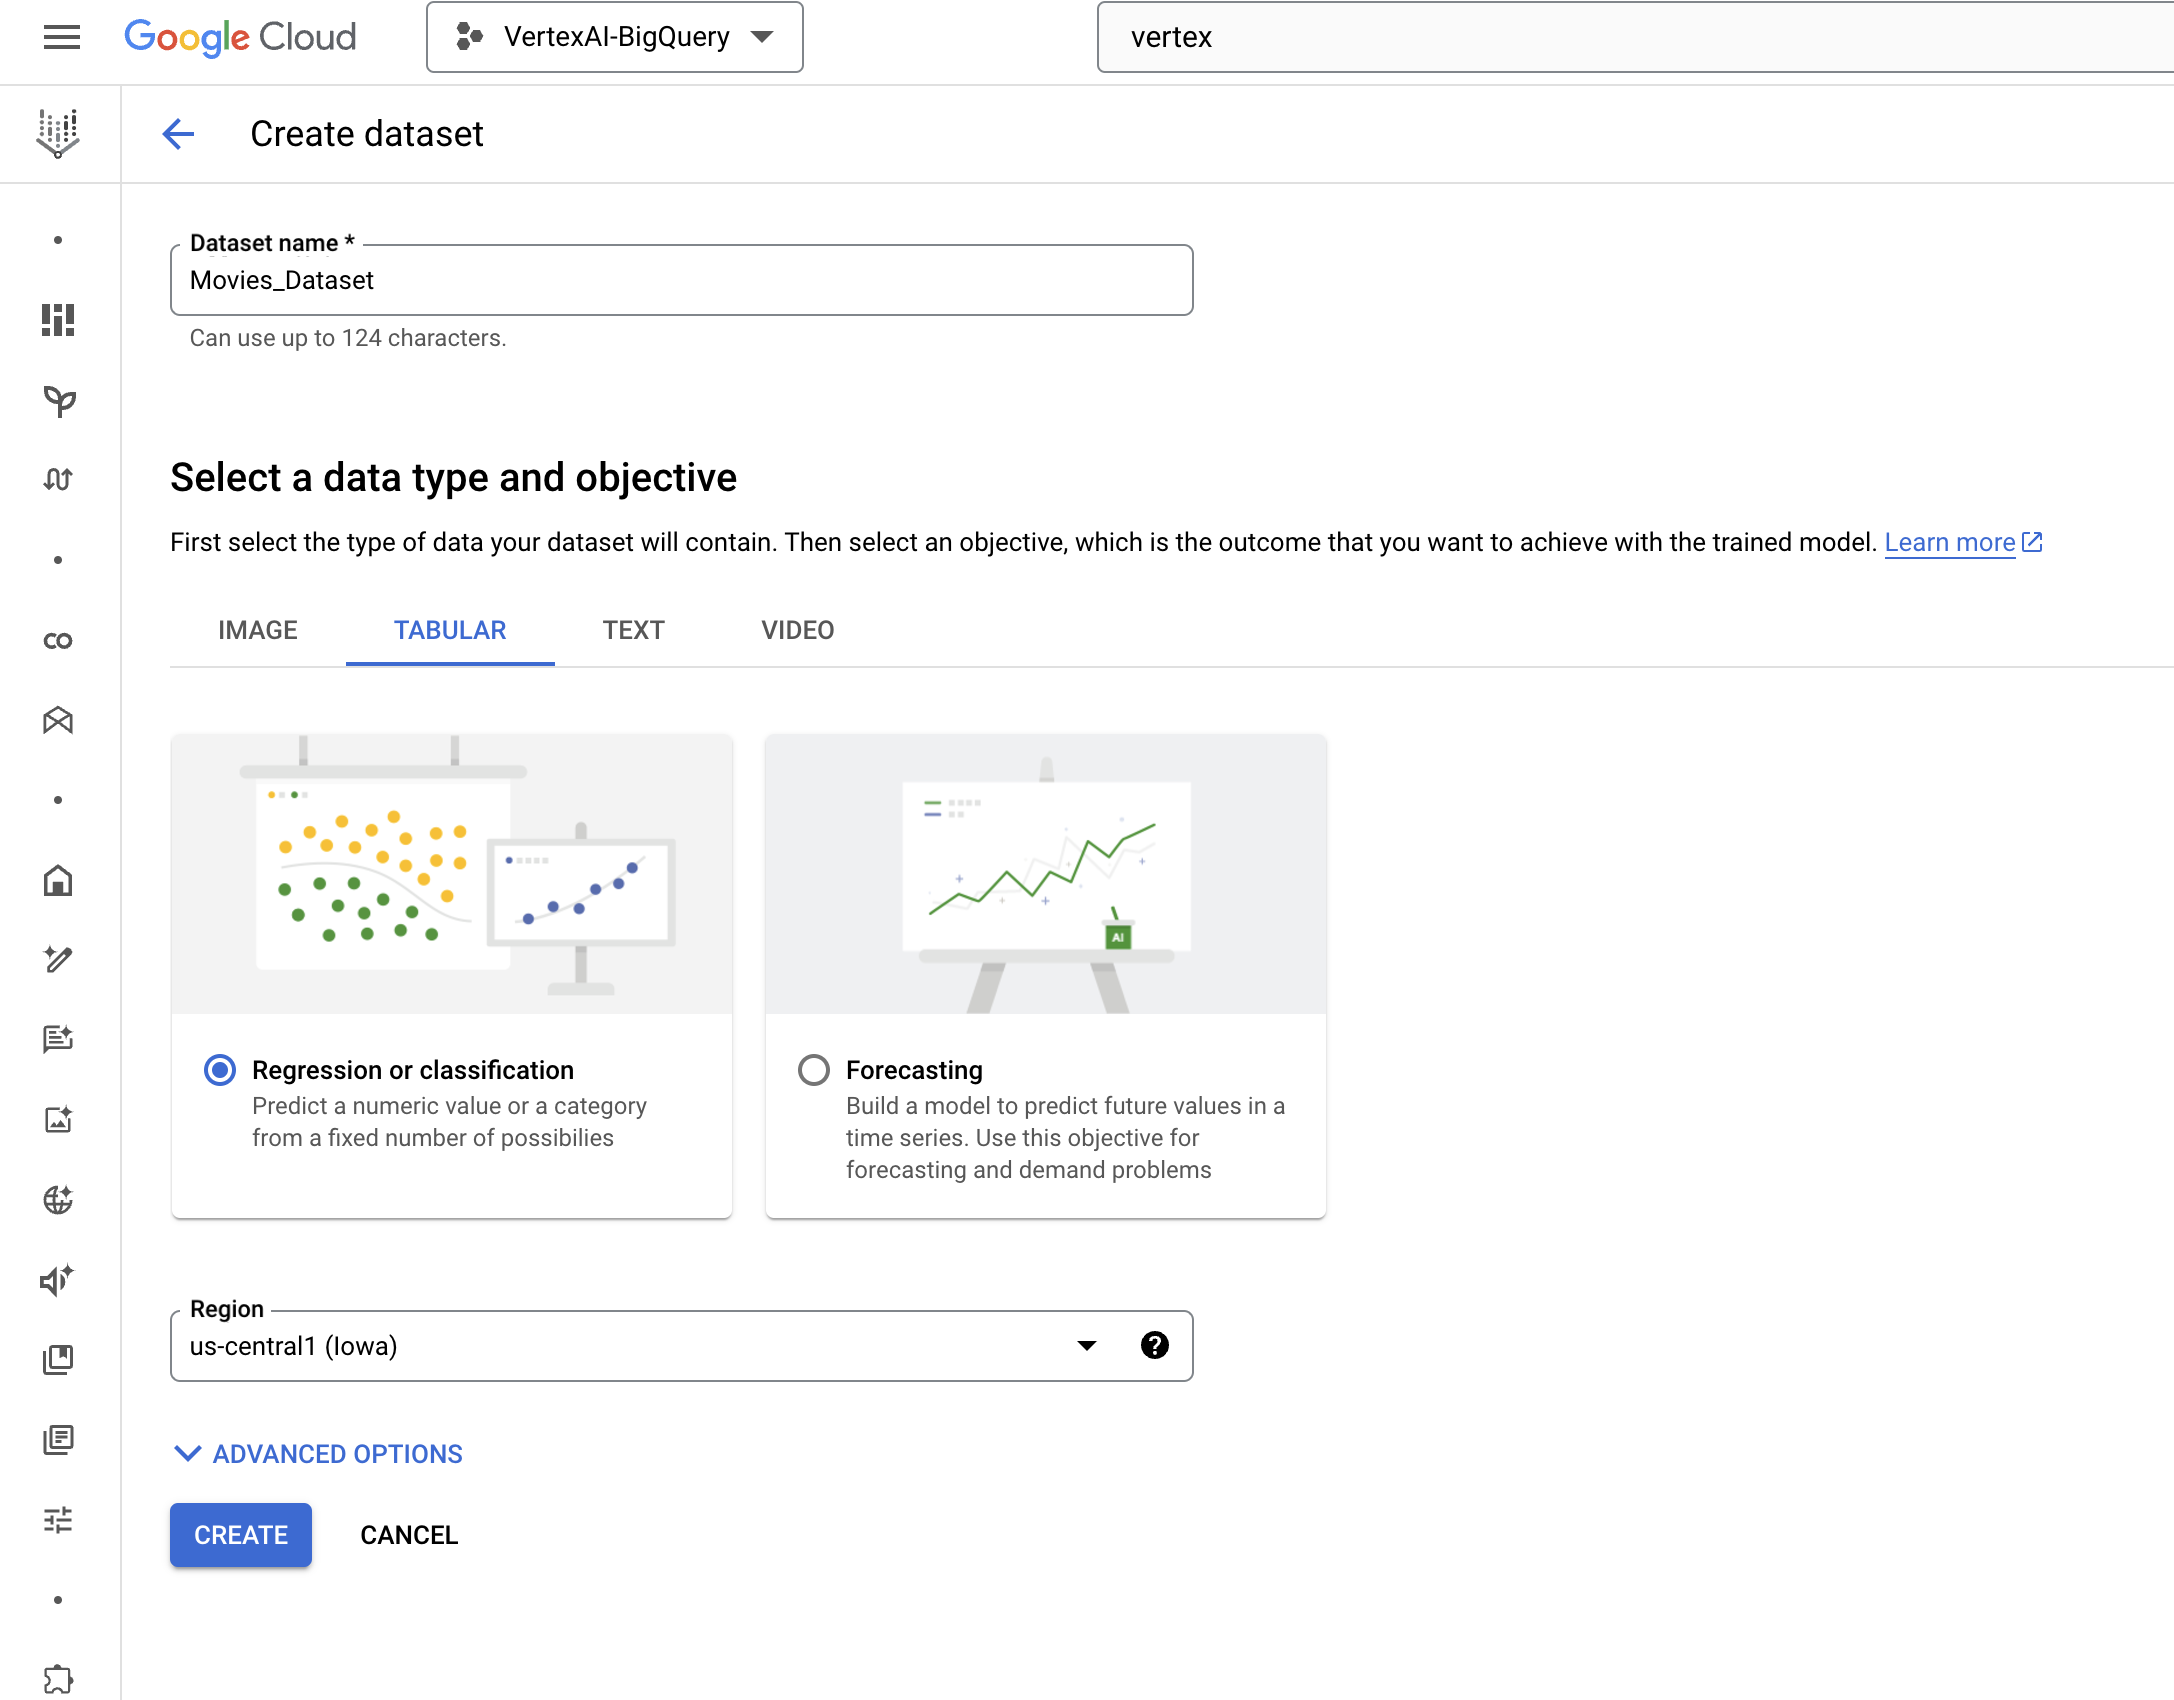 Google Cloud
VertexAI-BigQuery
vertex
Create dataset
Dataset name *
Movies_Dataset
Can use up to 124 characters.
Select a data type and objective
First select the type of data your dataset will contain. Then select an objective, which is the outcome that you want to achieve with the trained model. Learn more
IMAGE
TABULAR
TEXT
VIDEO
AI
Regression or classification
Predict a numeric value or a category
from a fixed number of possibilies
Forecasting
Build a model to predict future values in a
time series. Use this objective for
forecasting and demand problems
Region
us-central1 (Iowa)
ADVANCED OPTIONS
CREATE
CANCEL